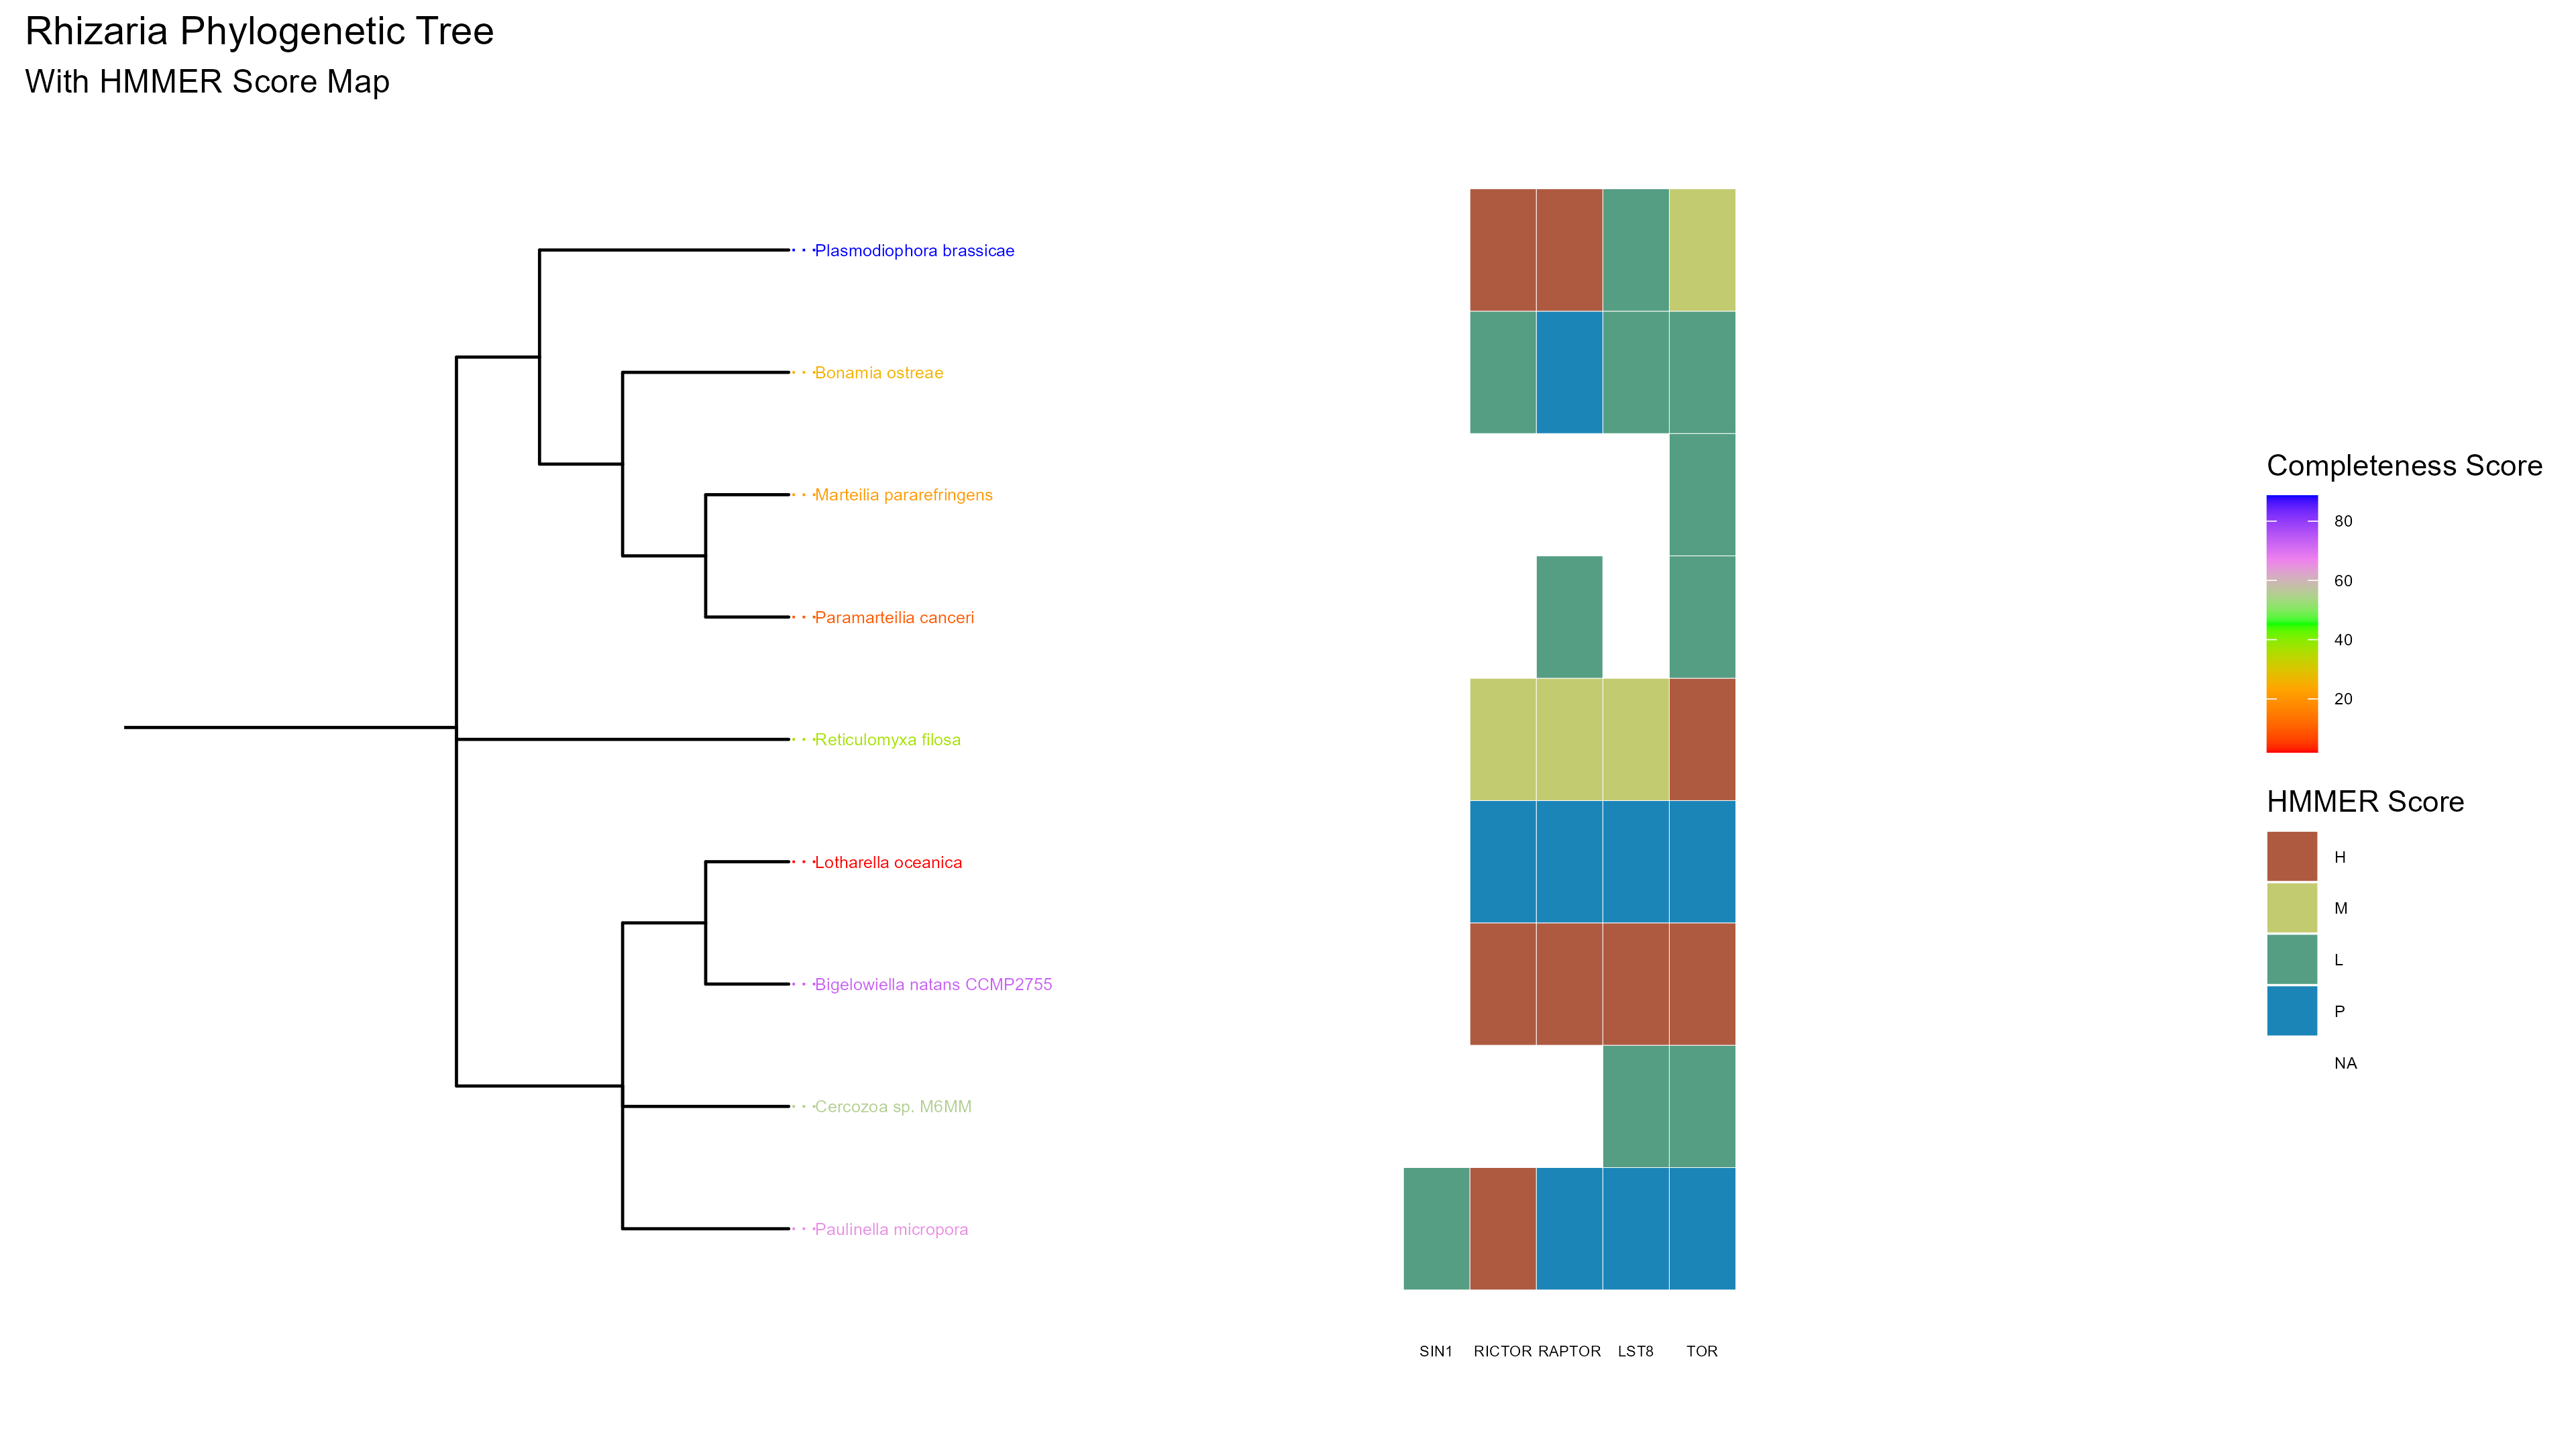 Rhizaria Phylogenetic Tree
With HMMER Score Map
Plasmodiophora brassicae
Bonamia ostreae
Marteilia pararefringens
Paramarteilia canceri
Reticulomyxa filosa
Lotharella oceanica
Bigelowiella natans CCMP2755
Cercozoa sp. M6MM
Paulinella micropora
SIN1 RICTOR RAPTOR LST8 TOR
Completeness Score
80
60
40
20
HMMER Score
H
M
L
P
NA